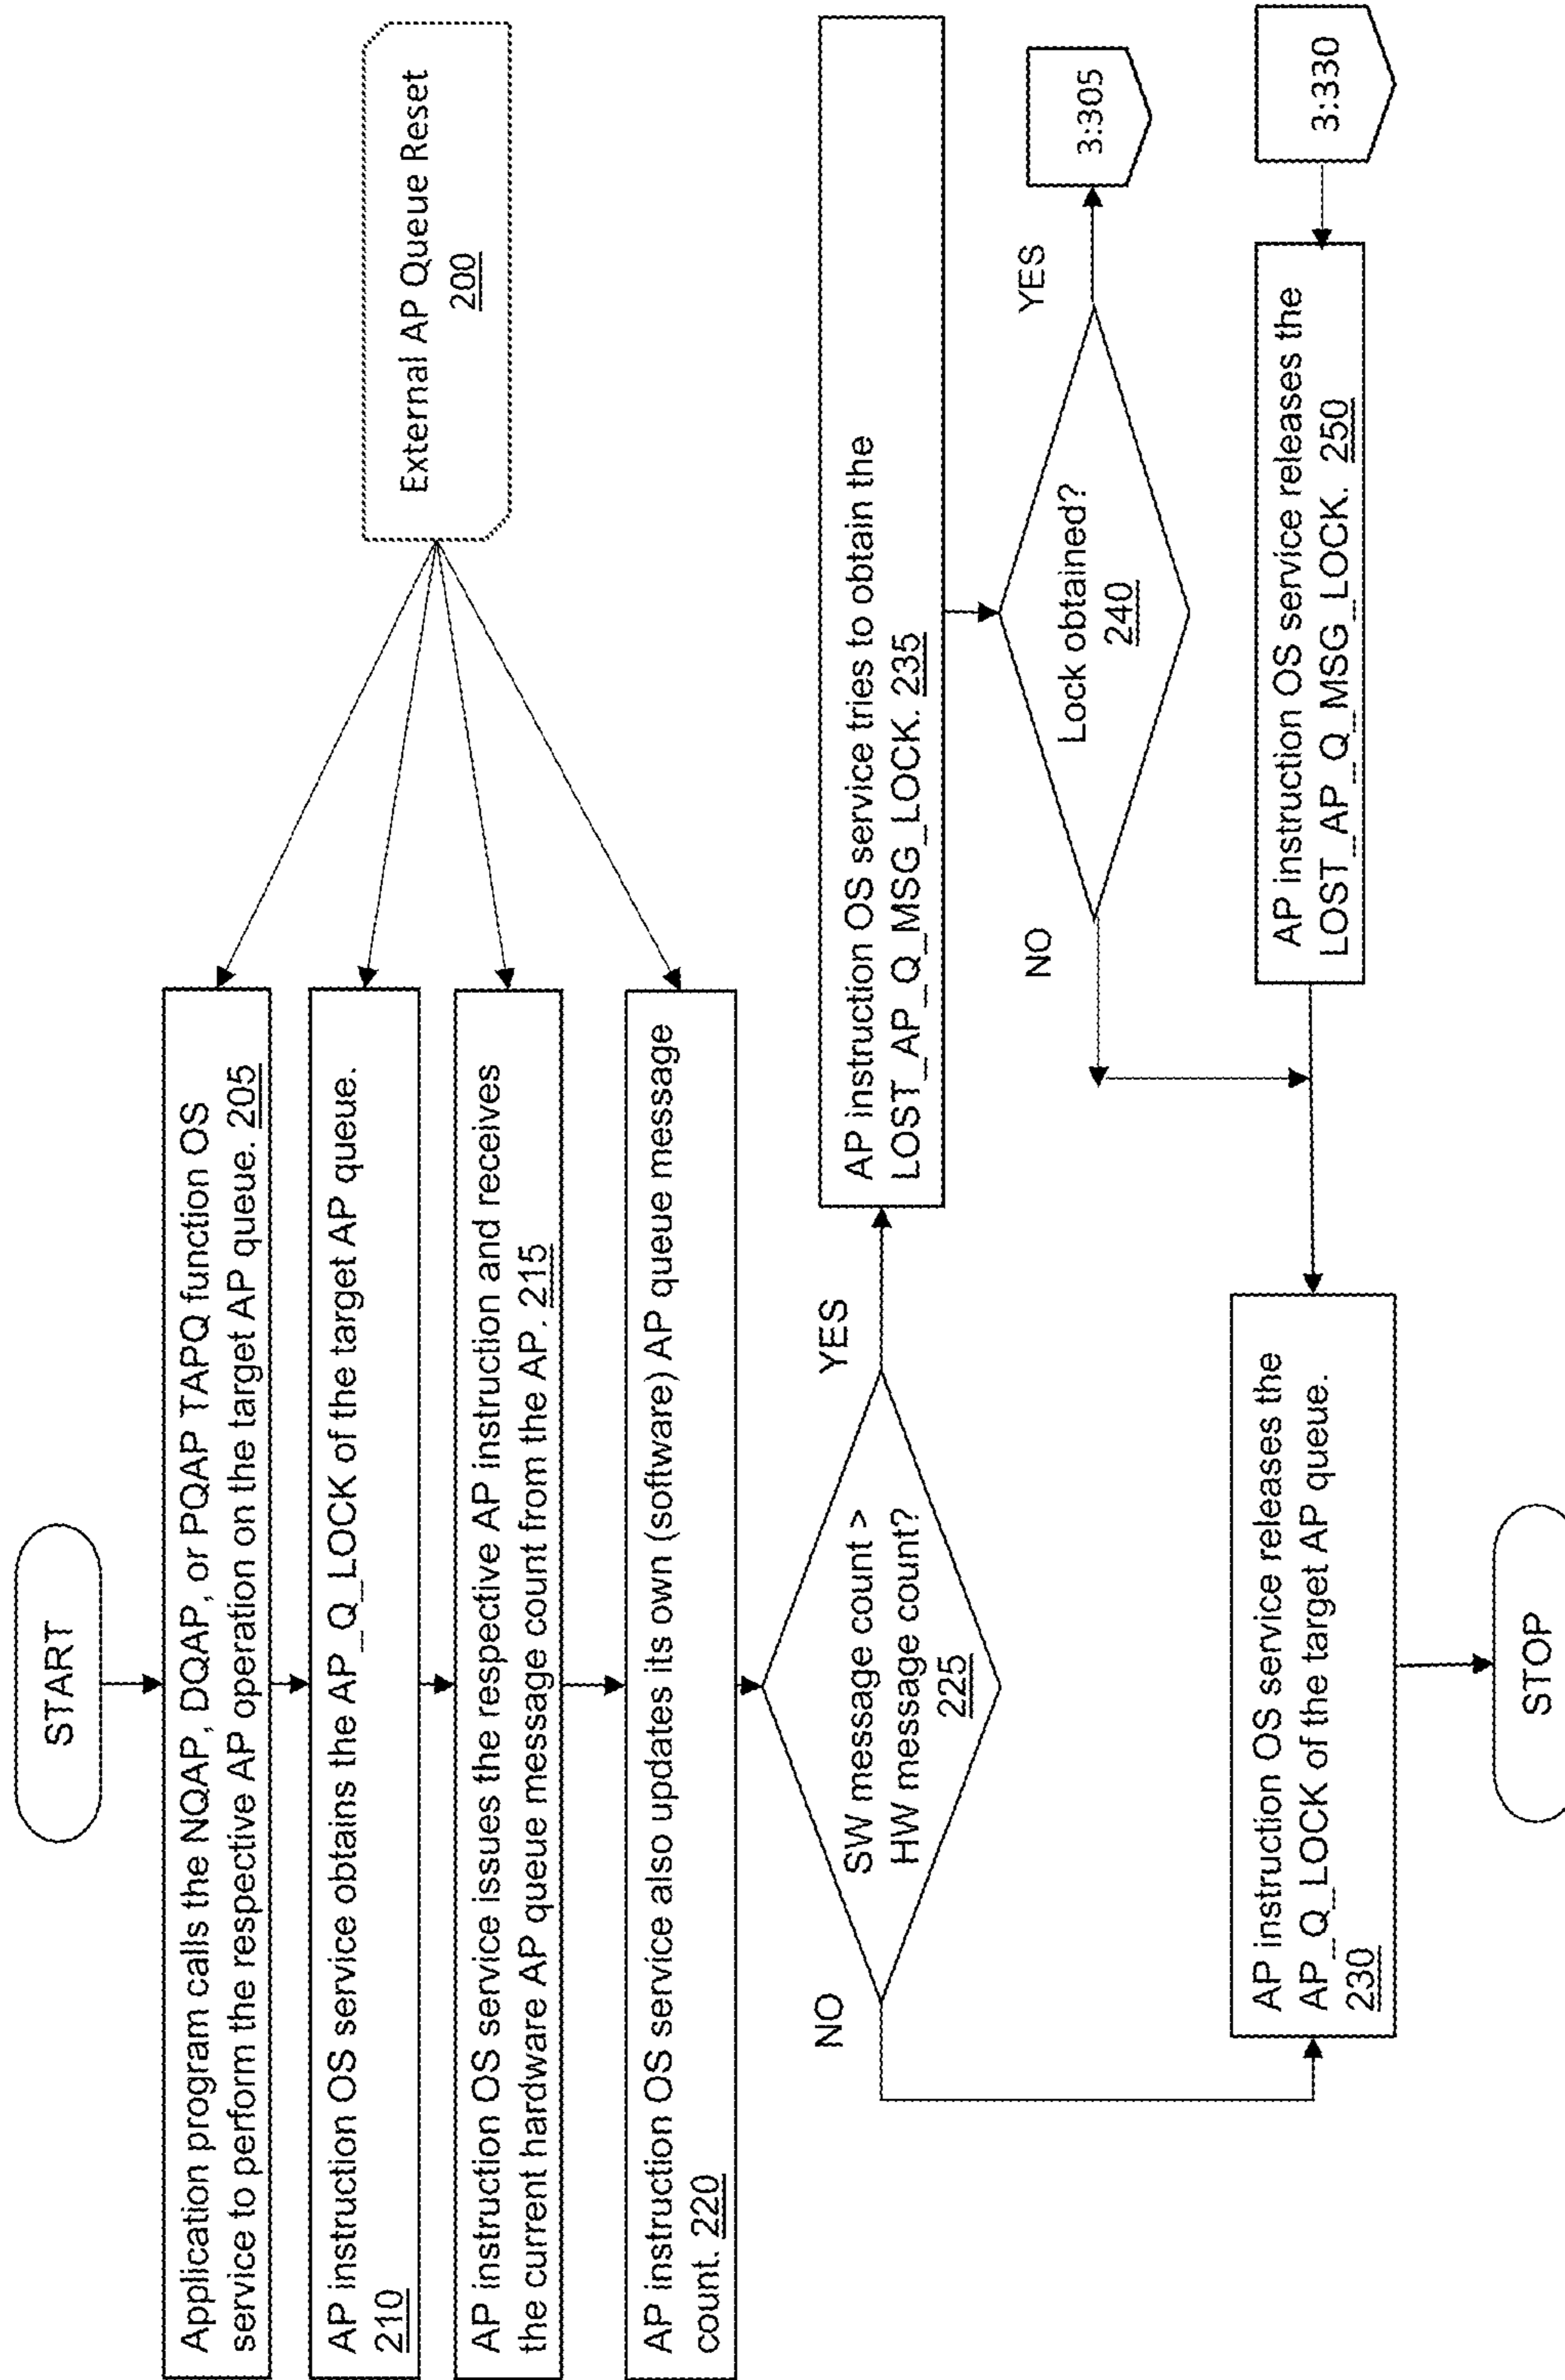 START
External AP Queue Reset
200
Application program calls the NQAP, DQAP, or PQAP TAPQ function OS
service to perform the respective AP operation on the target AP queue. 205
AP instruction OS service obtains the AP_Q_LOCK of the target AP queue.
210
AP instruction OS service issues the respective AP instruction and receives
the current hardware AP queue message count from the AP. 215
AP instruction OS service also updates its own (software) AP queue message
count. 220
SW message count >
HW message count?
225
NO
YES
AP instruction OS service tries to obtain the
LOST_AP_Q_MSG_LOCK. 235
Lock obtained?
240
NO
YES
3:305
AP instruction OS service releases the
LOST_AP_Q_MSG_LOCK. 250
3:330
AP instruction OS service releases the
AP_Q_LOCK of the target AP queue.
230
STOP